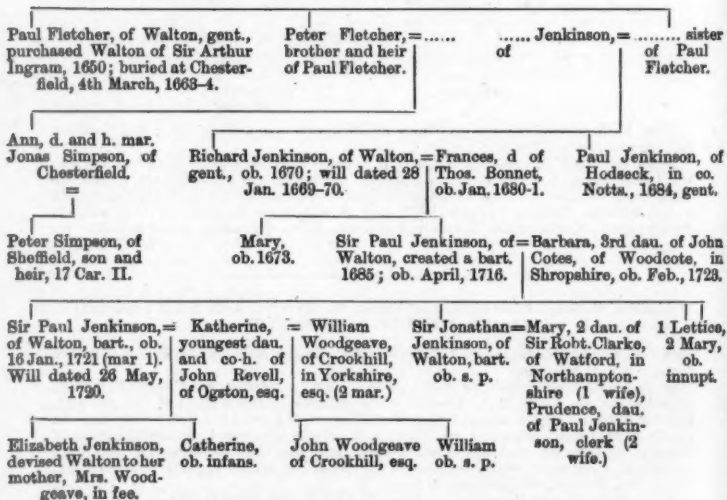 Paul Fletcher, of Walton, gent.,
purchased Walton of Sir Arthur
Ingram, 1650; buried at Chester-
field, 4th March, 1663-4.
Peter Fletcher, = ......
brother and heir
of Paul Fletcher.
...... Jenkinson, = ......... sister
of
of Paul
Fletcher.
Ann, d. and h. mar.
Jonas Simpson, of
Chesterfield.
=
Richard Jenkinson, of Walton, =
gent., ob. 1670; will dated 28
Jan. 1669-70.
Frances, d of
Thos. Bonnet,
ob. Jan. 1680-1.
Paul Jenkinson, of
Hodseck, in co.
Notts., 1684, gent.
Peter Simpson, of
Sheffield, son and
heir, 17 Car. II.
Mary,
ob. 1673.
Sir Paul Jenkinson, of =
Walton, created a bart.
1685; ob. April, 1716.
Barbara, 3rd dau. of John
Cotes, of Woodcote, in
Shropshire, ob. Feb., 1723.
Sir Paul Jenkinson, =
of Walton, bart., ob.
16 Jan., 1721 (mar 1).
Will dated 26 May,
1720.
Katherine,
youngest dau.
and co-h. of
John Revell,
of Ogston, esq.
= William
Woodgeave,
of Crookhill,
in Yorkshire,
esq. (2 mar.)
Sir Jonathan =
Jenkinson, of
Walton, bart.
ob. s. p.
Mary, 2 dau. of
Sir Robt. Clarke,
of Watford, in
Northampton-
shire (1 wife),
Prudence, dau.
of Paul Jenkin-
son, clerk (2
wife.)
1 Lettice,
2 Mary,
ob.
innupt.
Elizabeth Jenkinson,
devised Walton to her
mother, Mrs. Wood-
geave, in fee.
Catherine,
ob. infans.
John Woodgeave
of Crookhill, esq.
William
ob. s. p.